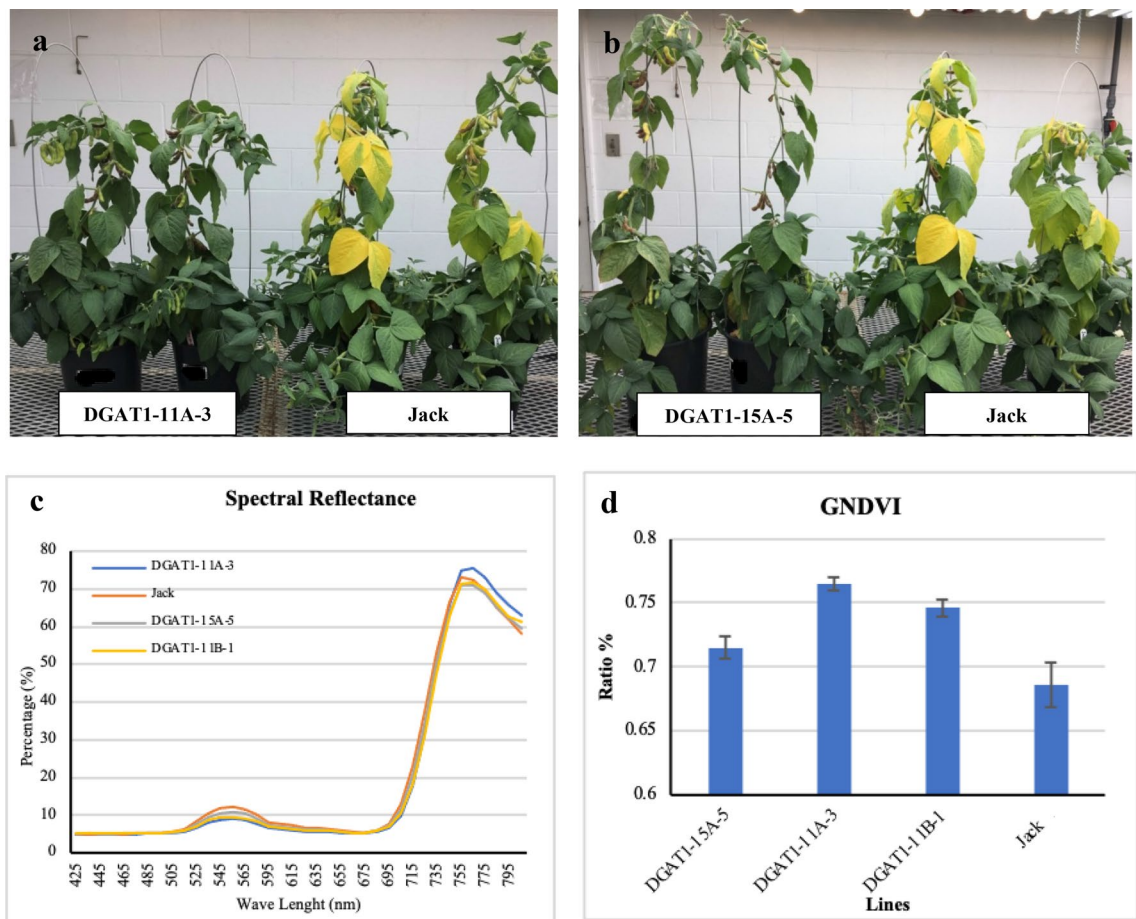 a
b
DGAT1-11A-3
Jack
DGAT1-15A-5
Jack
c
Spectral Reflectance
80
70
60
50
40
30
20
10
0
Percentage (%)
DGAT1-11A-3
Jack
DGAT1-15A-5
DGAT1-11B-1
425 445 465 485 505 525 545 565 595 615 635 655 675 695 715 735 755 775 795
Wave Lenght (nm)
d
GNDVI
0.8
0.75
0.7
0.65
0.6
Ratio %
DGAT1-15A-5
DGAT1-11A-3
DGAT1-11B-1
Jack
Lines